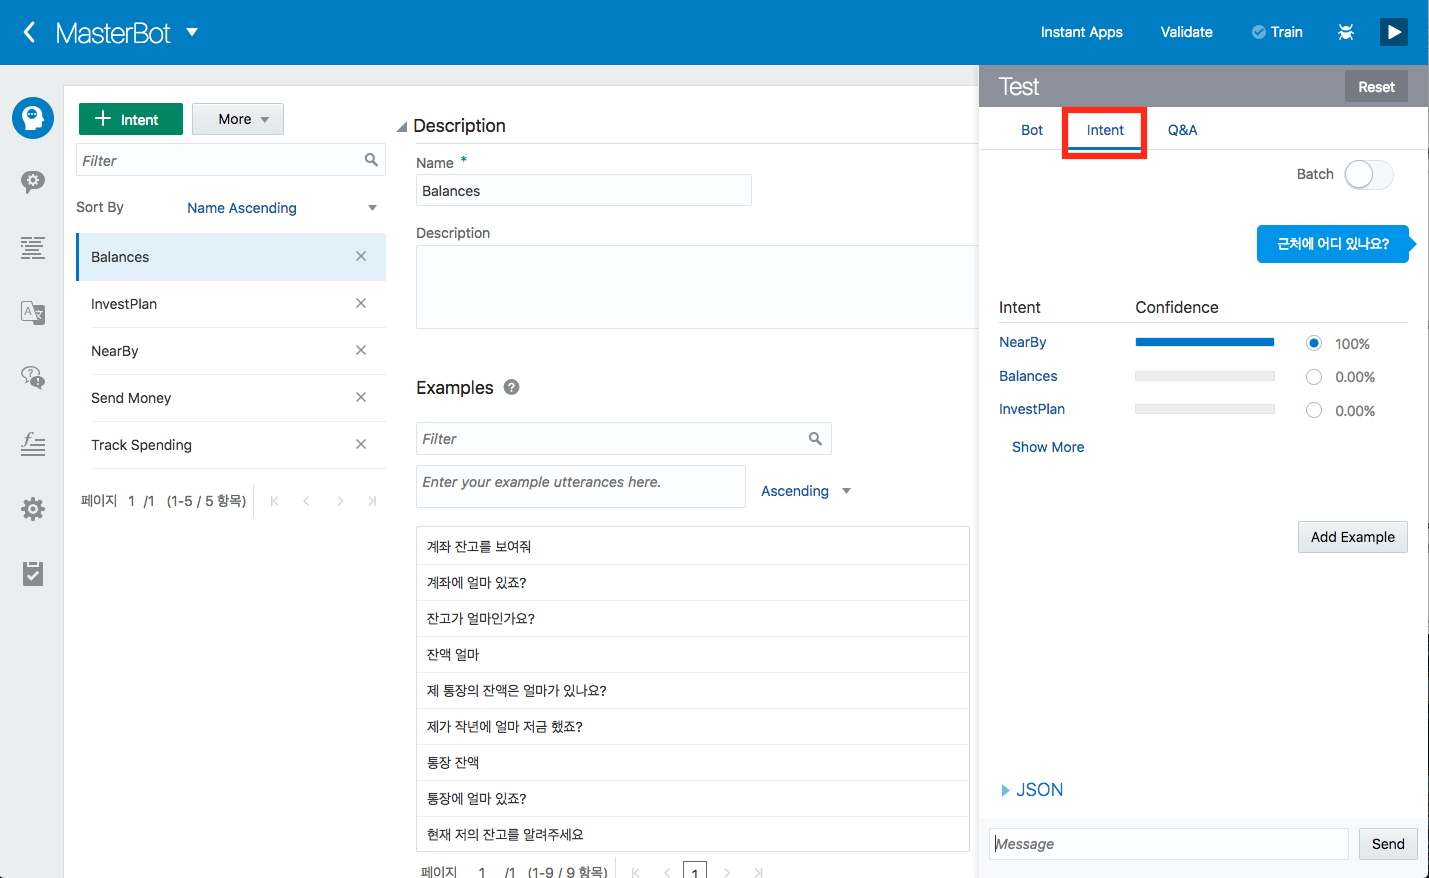 MasterBot
Instant Apps
Validate
Train
Intent
More
Filter
Sort By
Name Ascending
Balances
InvestPlan
NearBy
Send Money
Track Spending
페이지 1 /1 (1-5 / 5 항목)
Description
Name *
Balances
Description
Examples
Filter
Enter your example utterances here.
Ascending
계좌 잔고를 보여줘
계좌에 얼마 있죠?
잔고가 얼마인가요?
잔액 얼마
제 통장의 잔액은 얼마가 있나요?
제가 작년에 얼마 저금 했죠?
통장 잔액
통장에 얼마 있죠?
현재 저의 잔고를 알려주세요
페이지 1 /1 (1-9 / 9 항목)
1
Test
Reset
Bot
Intent
Q&A
Batch
근처에 어디 있나요?
Intent Confidence
NearBy 100%
Balances 0.00%
InvestPlan 0.00%
Show More
Add Example
JSON
Message
Send